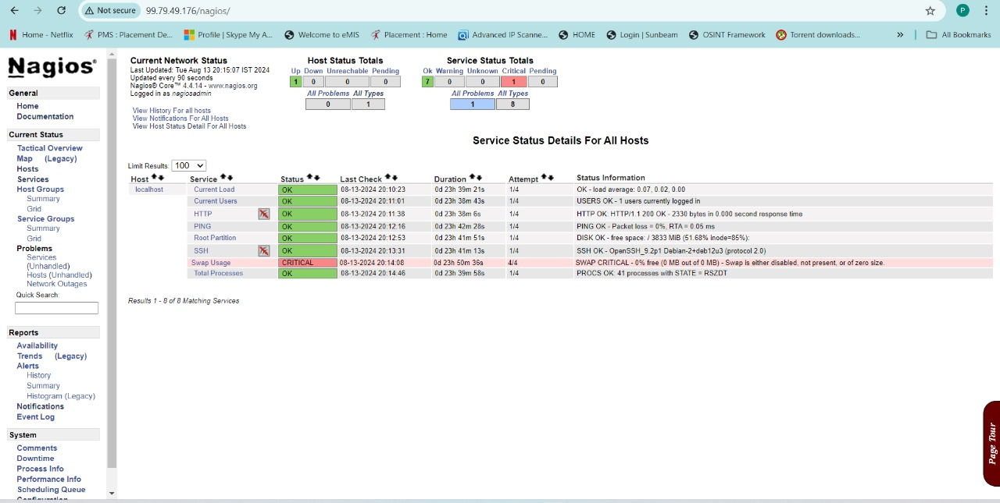 Not secure 99.79.49.176/nagios/ P
Home - Netflix PMS : Placement De... Profile | Skype My A... Welcome to eMIS Placement : Home Advanced IP Scanne... HOME Login | Sunbeam OSINT Framework Torrent downloads... » All Bookmarks
Nagios®
General
Home
Documentation
Current Status
Tactical Overview
Map (Legacy)
Hosts
Services
Host Groups
Summary
Grid
Service Groups
Summary
Grid
Problems
Services
(Unhandled)
Hosts (Unhandled)
Network Outages
Quick Search:
Reports
Availability
Trends (Legacy)
Alerts
History
Summary
Histogram (Legacy)
Notifications
Event Log
System
Comments
Downtime
Process Info
Performance Info
Scheduling Queue
Configuration
Current Network Status
Last Updated: Tue Aug 13 20:15:07 IST 2024
Updated every 90 seconds
Nagios® Core™ 4.4.14 - www.nagios.org
Logged in as nagiosadmin
View History For all hosts
View Notifications For All Hosts
View Host Status Detail For All Hosts
Host Status Totals
Up Down Unreachable Pending
1 0 0 0
All Problems All Types
0 1
Service Status Totals
Ok Warning Unknown Critical Pending
7 0 0 1 0
All Problems All Types
1 8
Service Status Details For All Hosts
Limit Results: 100
Host Service Status Last Check Duration Attempt Status Information
localhost Current Load OK 08-13-2024 20:10:23 0d 23h 39m 21s 1/4 OK - load average: 0.07, 0.02, 0.00
Current Users OK 08-13-2024 20:11:01 0d 23h 38m 43s 1/4 USERS OK - 1 users currently logged in
HTTP OK 08-13-2024 20:11:38 0d 23h 38m 6s 1/4 HTTP OK: HTTP/1.1 200 OK - 2330 bytes in 0.000 second response time
PING OK 08-13-2024 20:12:16 0d 23h 42m 28s 1/4 PING OK - Packet loss = 0%, RTA = 0.05 ms
Root Partition OK 08-13-2024 20:12:53 0d 23h 41m 51s 1/4 DISK OK - free space: / 3833 MiB (51.68% inode=85%):
SSH OK 08-13-2024 20:13:31 0d 23h 41m 13s 1/4 SSH OK - OpenSSH_9.2p1 Debian-2+deb12u3 (protocol 2.0)
Swap Usage CRITICAL 08-13-2024 20:14:08 0d 23h 50m 36s 4/4 SWAP CRITICAL - 0% free (0 MB out of 0 MB) - Swap is either disabled, not present, or of zero size.
Total Processes OK 08-13-2024 20:14:46 0d 23h 39m 58s 1/4 PROCS OK: 41 processes with STATE = RSZDT
Results 1 - 8 of 8 Matching Services
Page Tour